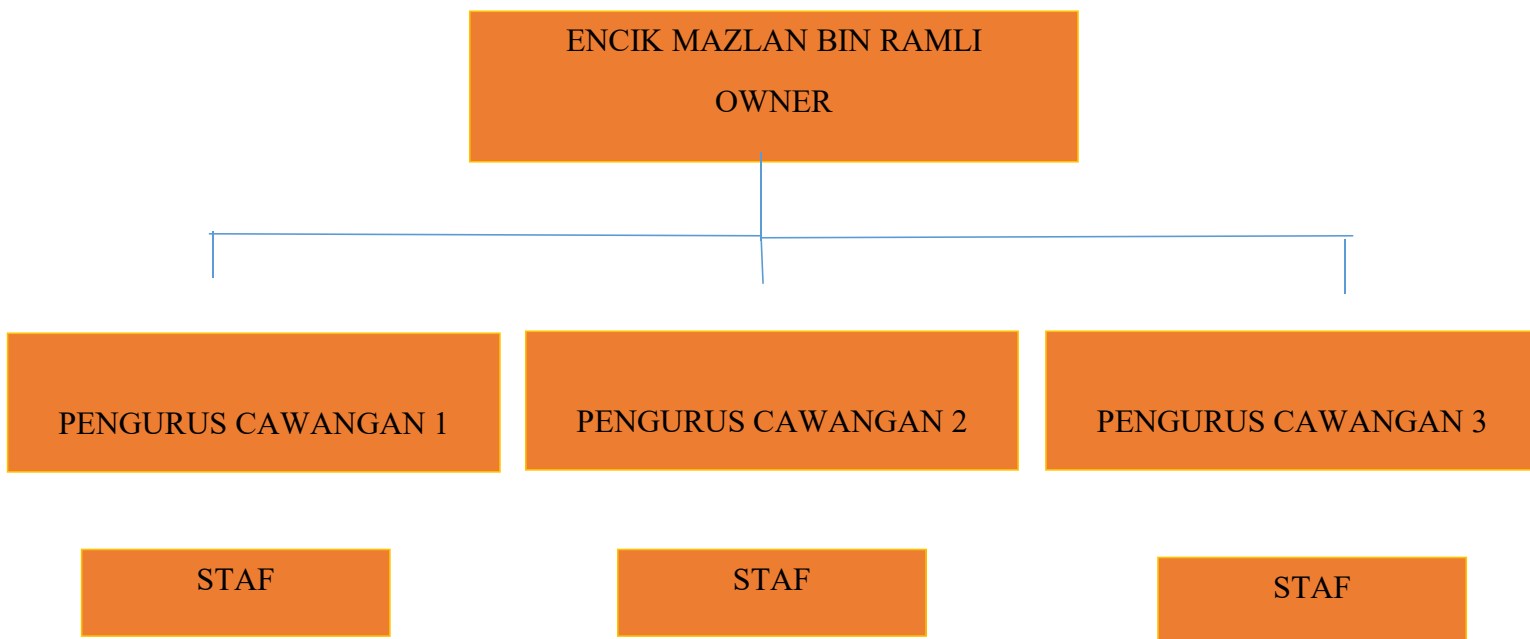 ENCIK MAZLAN BIN RAMLI
OWNER
PENGURUS CAWANGAN 1
PENGURUS CAWANGAN 2
PENGURUS CAWANGAN 3
STAF
STAF
STAF